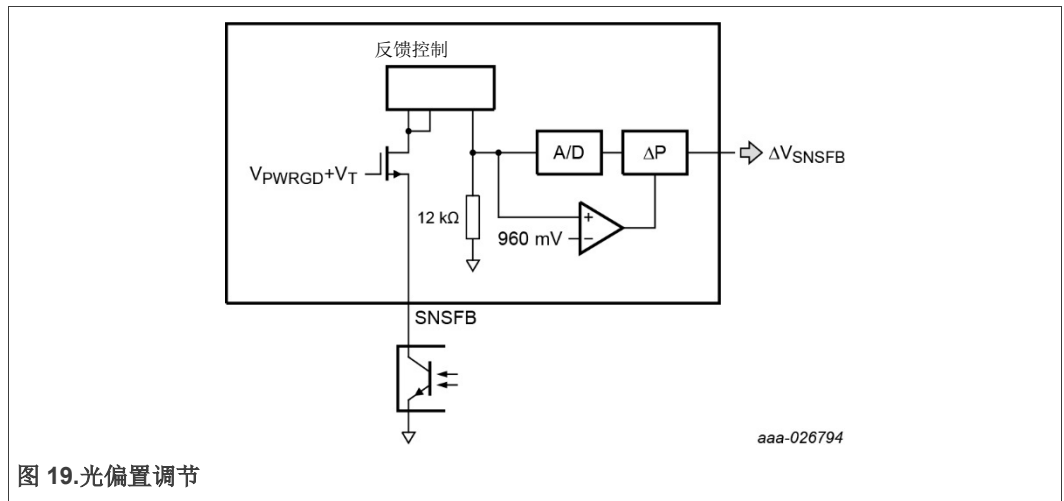 反馈控制
A/D
ΔP
ΔVSNSFB
VPWRGD+VT
12 kΩ
960 mV
+
−
SNSFB
aaa-026794
图 19.光偏置调节